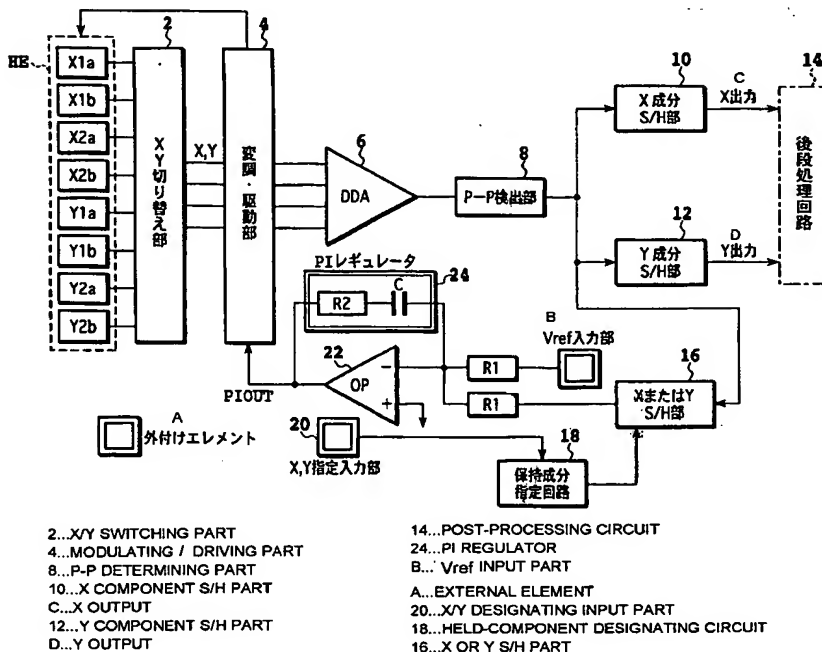 2
4
HE
X1a
X1b
X2a
X2b
Y1a
Y1b
Y2a
Y2b
XY切り替え部
X,Y
変調・駆動部
6
DDA
8
P-P検出部
10
X 成分
S/H部
C
X出力
12
Y 成分
S/H部
D
Y出力
14
後段処理回路
PIレギュレータ
24
R2
C
22
OP
-
+
PIOUT
R1
R1
B
Vref入力部
16
XまたはY
S/H部
A
外付けエレメント
20
X,Y指定入力部
18
保持成分
指定回路
2...X/Y SWITCHING PART
4...MODULATING / DRIVING PART
8...P-P DETERMINING PART
10...X COMPONENT S/H PART
C...X OUTPUT
12...Y COMPONENT S/H PART
D...Y OUTPUT
14...POST-PROCESSING CIRCUIT
24...PI REGULATOR
B... Vref INPUT PART
A...EXTERNAL ELEMENT
20...X/Y DESIGNATING INPUT PART
18...HELD-COMPONENT DESIGNATING CIRCUIT
16...X OR Y S/H PART